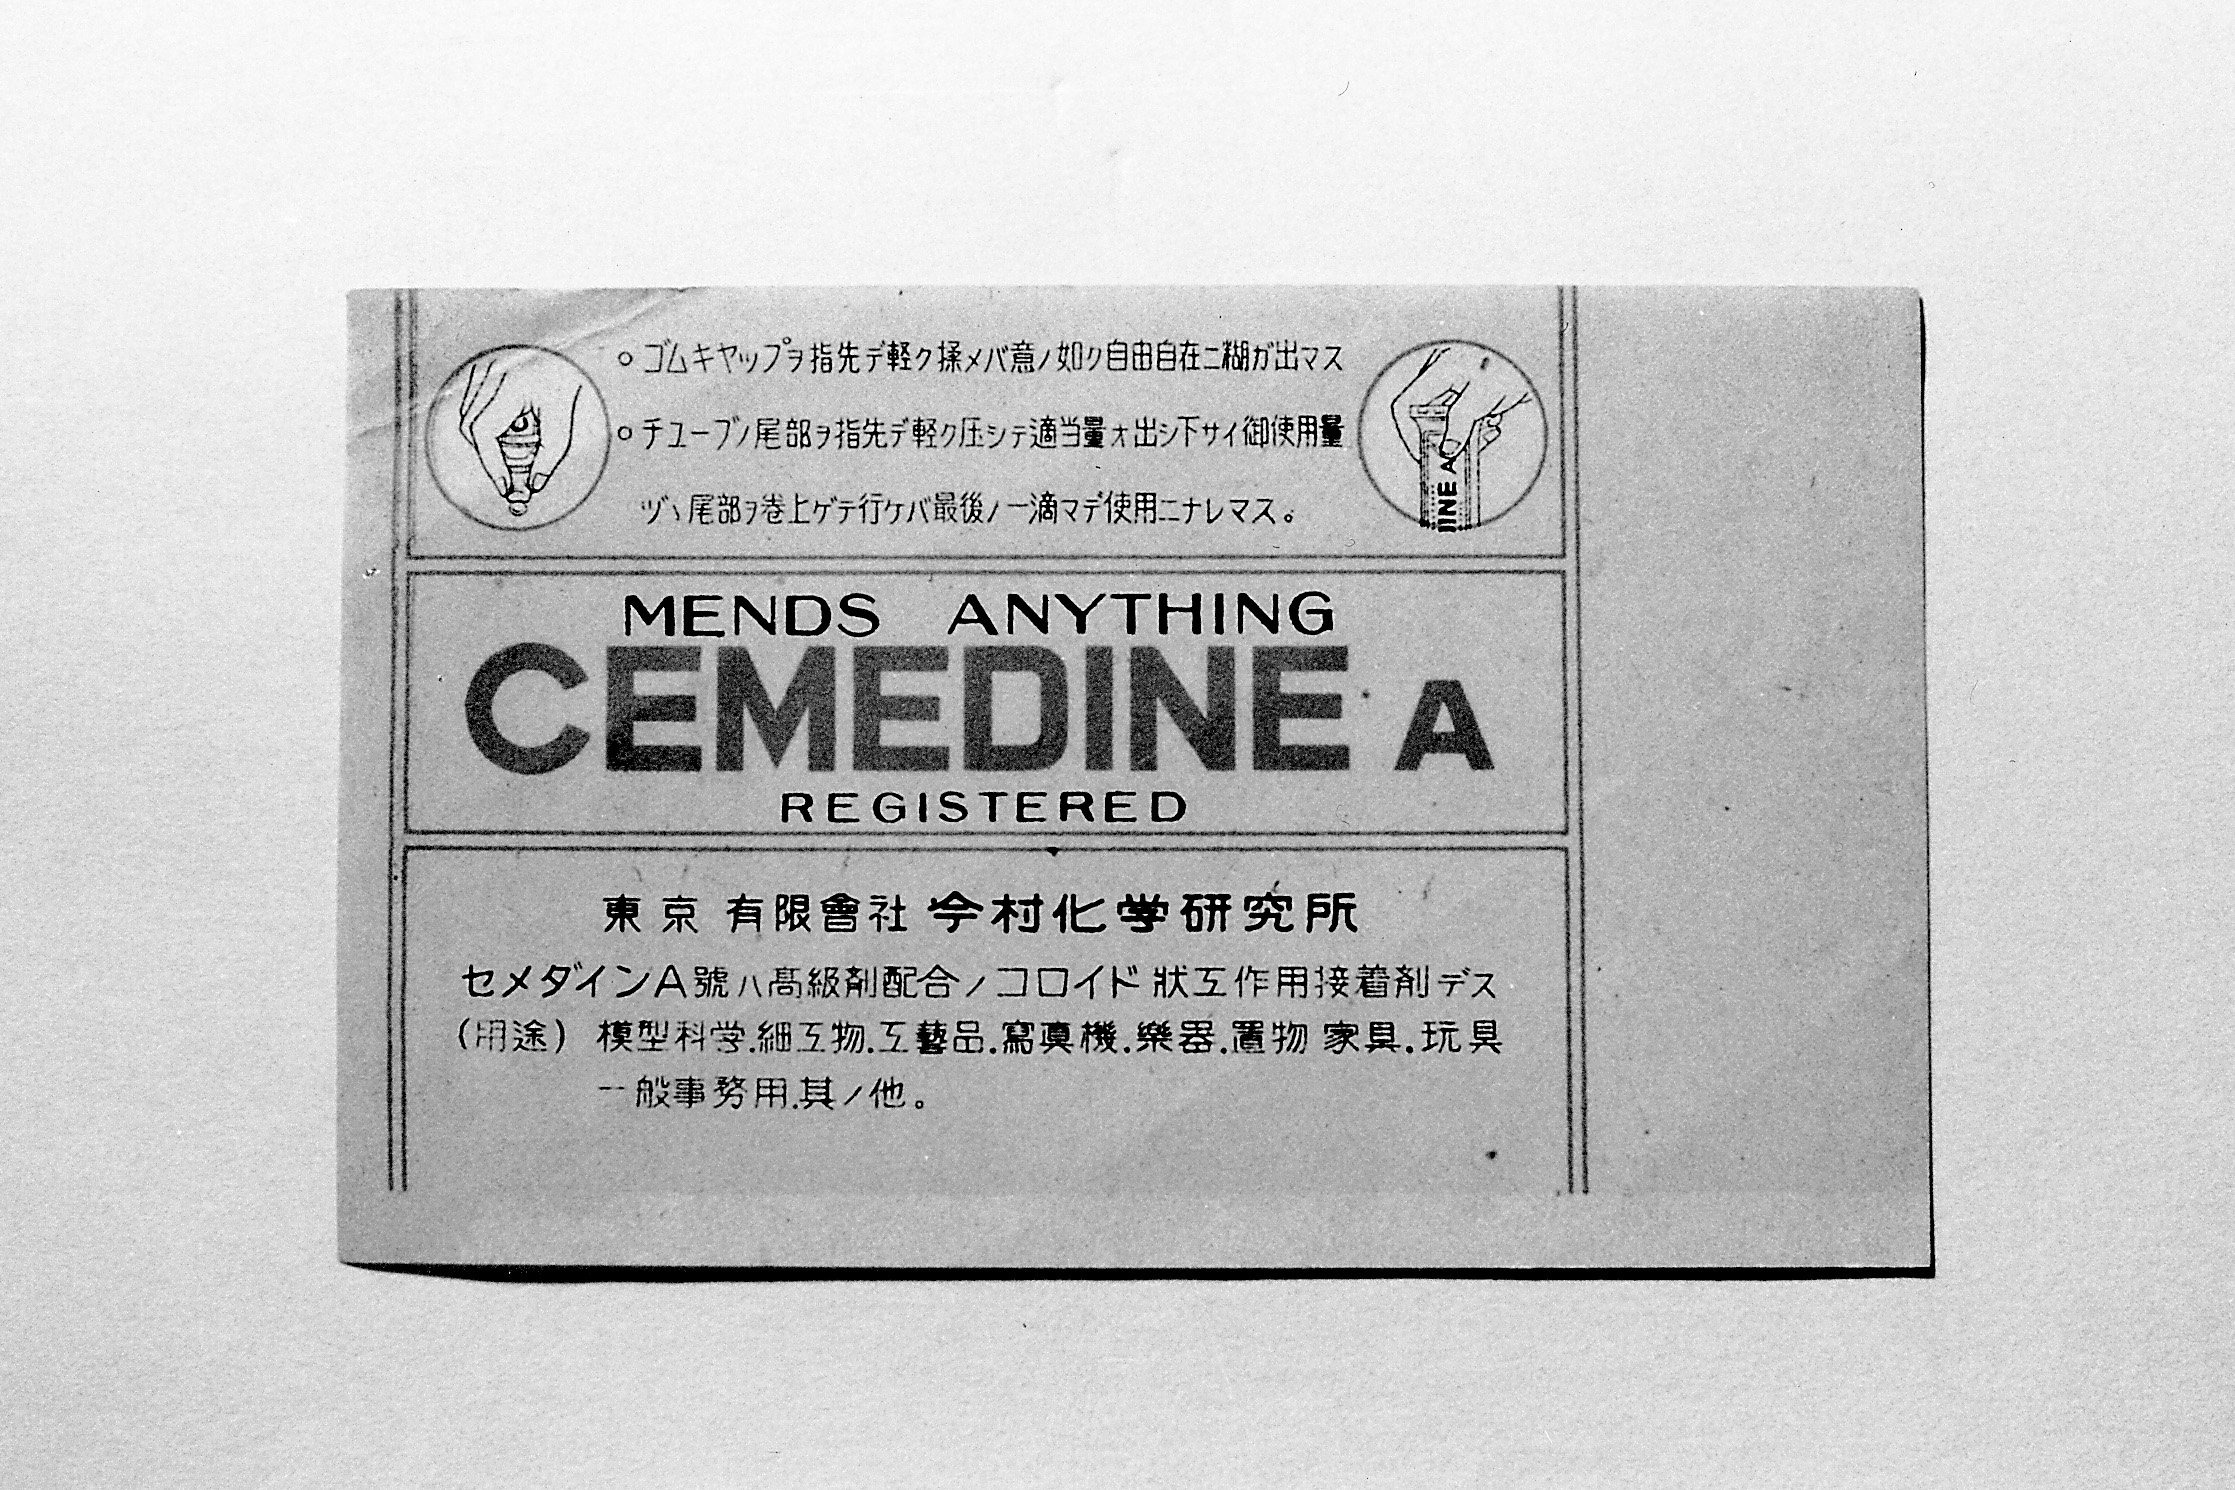 ○ゴムキヤップヲ指先デ軽ク揉メバ意ノ如ク自由自在ニ糊ガ出マス
○チユーブノ尾部ヲ指先デ軽ク圧シテ適当量オ出シ下サイ御使用量
ヅヽ尾部ヲ巻上ゲテ行ケバ最後ノ一滴マデ使用ニナレマス。
INE A
MENDS ANYTHING
CEMEDINE A
REGISTERED
東京 有限會社 今村化学研究所
セメダインA號ハ高級剤配合ノコロイド狀工作用接着剤デス
(用途) 模型科学.細工物.工藝品.寫真機.樂器.置物 家具.玩具
一般事務用.其ノ他。